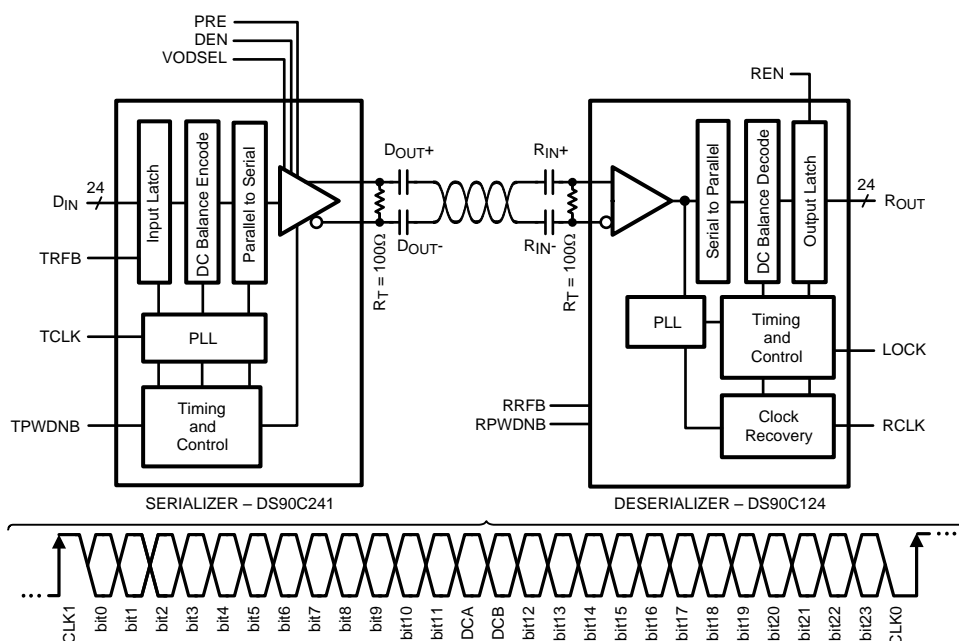 PRE
DEN
VODSEL
REN
Input Latch
DC Balance Encode
Parallel to Serial
24
DIN
TRFB
TCLK
PLL
TPWDNB
Timing
and
Control
DOUT+
DOUT-
RT = 100Ω
RIN+
RIN-
RT = 100Ω
Serial to Parallel
DC Balance Decode
Output Latch
24
ROUT
PLL
Timing
and
Control
LOCK
RRFB
RPWDNB
Clock
Recovery
RCLK
SERIALIZER – DS90C241
DESERIALIZER – DS90C124
CLK1
bit0
bit1
bit2
bit3
bit4
bit5
bit6
bit7
bit8
bit9
bit10
bit11
DCA
DCB
bit12
bit13
bit14
bit15
bit16
bit17
bit18
bit19
bit20
bit21
bit22
bit23
CLK0